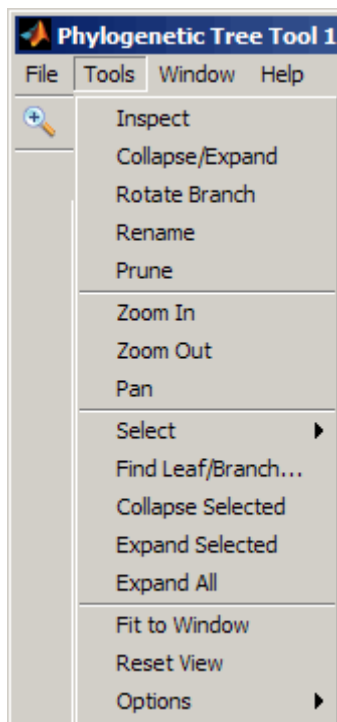 Phylogenetic Tree Tool 1
File Tools Window Help
Inspect
Collapse/Expand
Rotate Branch
Rename
Prune
Zoom In
Zoom Out
Pan
Select
Find Leaf/Branch...
Collapse Selected
Expand Selected
Expand All
Fit to Window
Reset View
Options